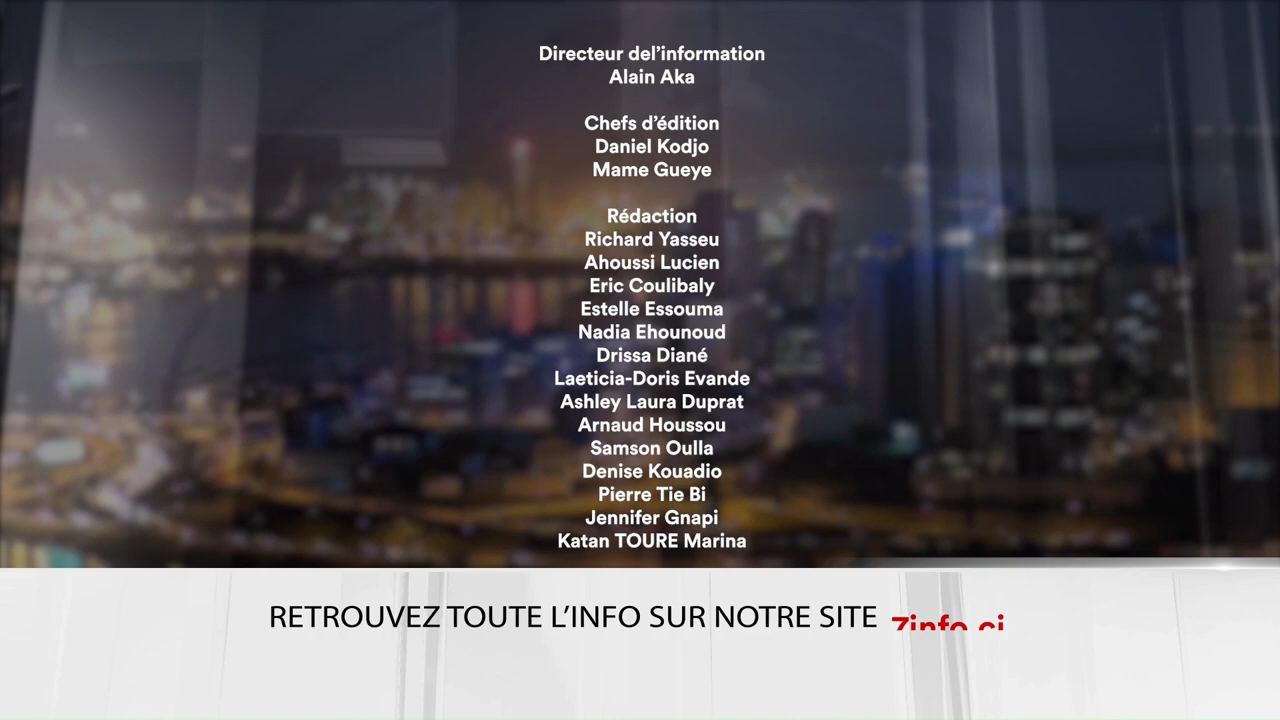 Directeur del’information
Alain Aka
Chefs d’édition
Daniel Kodjo
Mame Gueye
Rédaction
Richard Yasseu
Ahoussi Lucien
Eric Coulibaly
Estelle Essouma
Nadia Ehounoud
Drissa Diané
Laeticia-Doris Evande
Ashley Laura Duprat
Arnaud Houssou
Samson Oulla
Denise Kouadio
Pierre Tie Bi
Jennifer Gnapi
Katan TOURE Marina
RETROUVEZ TOUTE L’INFO SUR NOTRE SITE 7info.ci